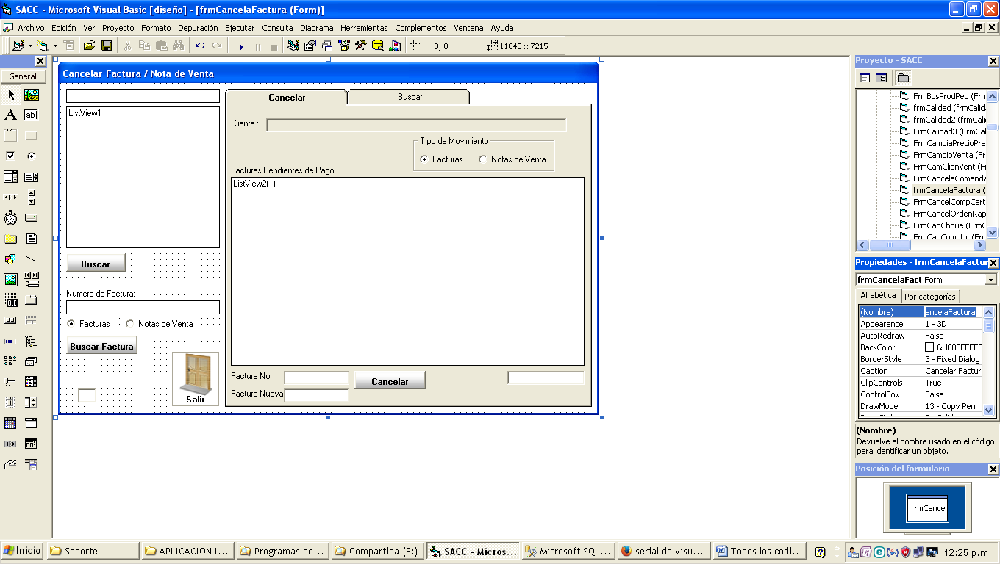 SACC - Microsoft Visual Basic [diseño] - [frmCancelaFactura (Form)]
Archivo Edición Ver Proyecto Formato Depuración Ejecutar Consulta Diagrama Herramientas Complementos Ventana Ayuda
0, 0 11040 x 7215
General
A ab|
xy
OLE
Cancelar Factura / Nota de Venta
ListView1
Buscar
Numero de Factura:
Facturas Notas de Venta
Buscar Factura
Salir
Cancelar Buscar
Cliente :
Tipo de Movimiento
Facturas Notas de Venta
Facturas Pendientes de Pago
ListView2(1)
Factura No:
Cancelar
Factura Nueva
Proyecto - SACC
FrmBusProdPed (Frm
frmCalidad (frmCalid
frmCalidad2 (frmCali
frmCalidad3 (FrmCal
FrmCambiaPrecioPre
FrmCambioVenta (Fr
FrmCamClienVent (Fr
FrmCancelaComanda
frmCancelaFactura (
FrmCancelCompCart
FrmCancelOrdenRap
FrmCanChque (FrmC
FrmCanCompLic (Frm
Propiedades - frmCancelaFactur
frmCancelaFact Form
Alfabética Por categorías
(Nombre) ancelaFactura
Appearance 1 - 3D
AutoRedraw False
BackColor &H00FFFFFF
BorderStyle 3 - Fixed Dialog
Caption Cancelar Factura
ClipControls True
ControlBox False
DrawMode 13 - Copy Pen
(Nombre)
Devuelve el nombre usado en el código
para identificar un objeto.
Posición del formulario
frmCancel
Inicio Soporte APLICACION I... Programas de... Compartida (E:) SACC - Micros... Microsoft SQL... serial de visu... Todos los codi... 12:25 p.m.